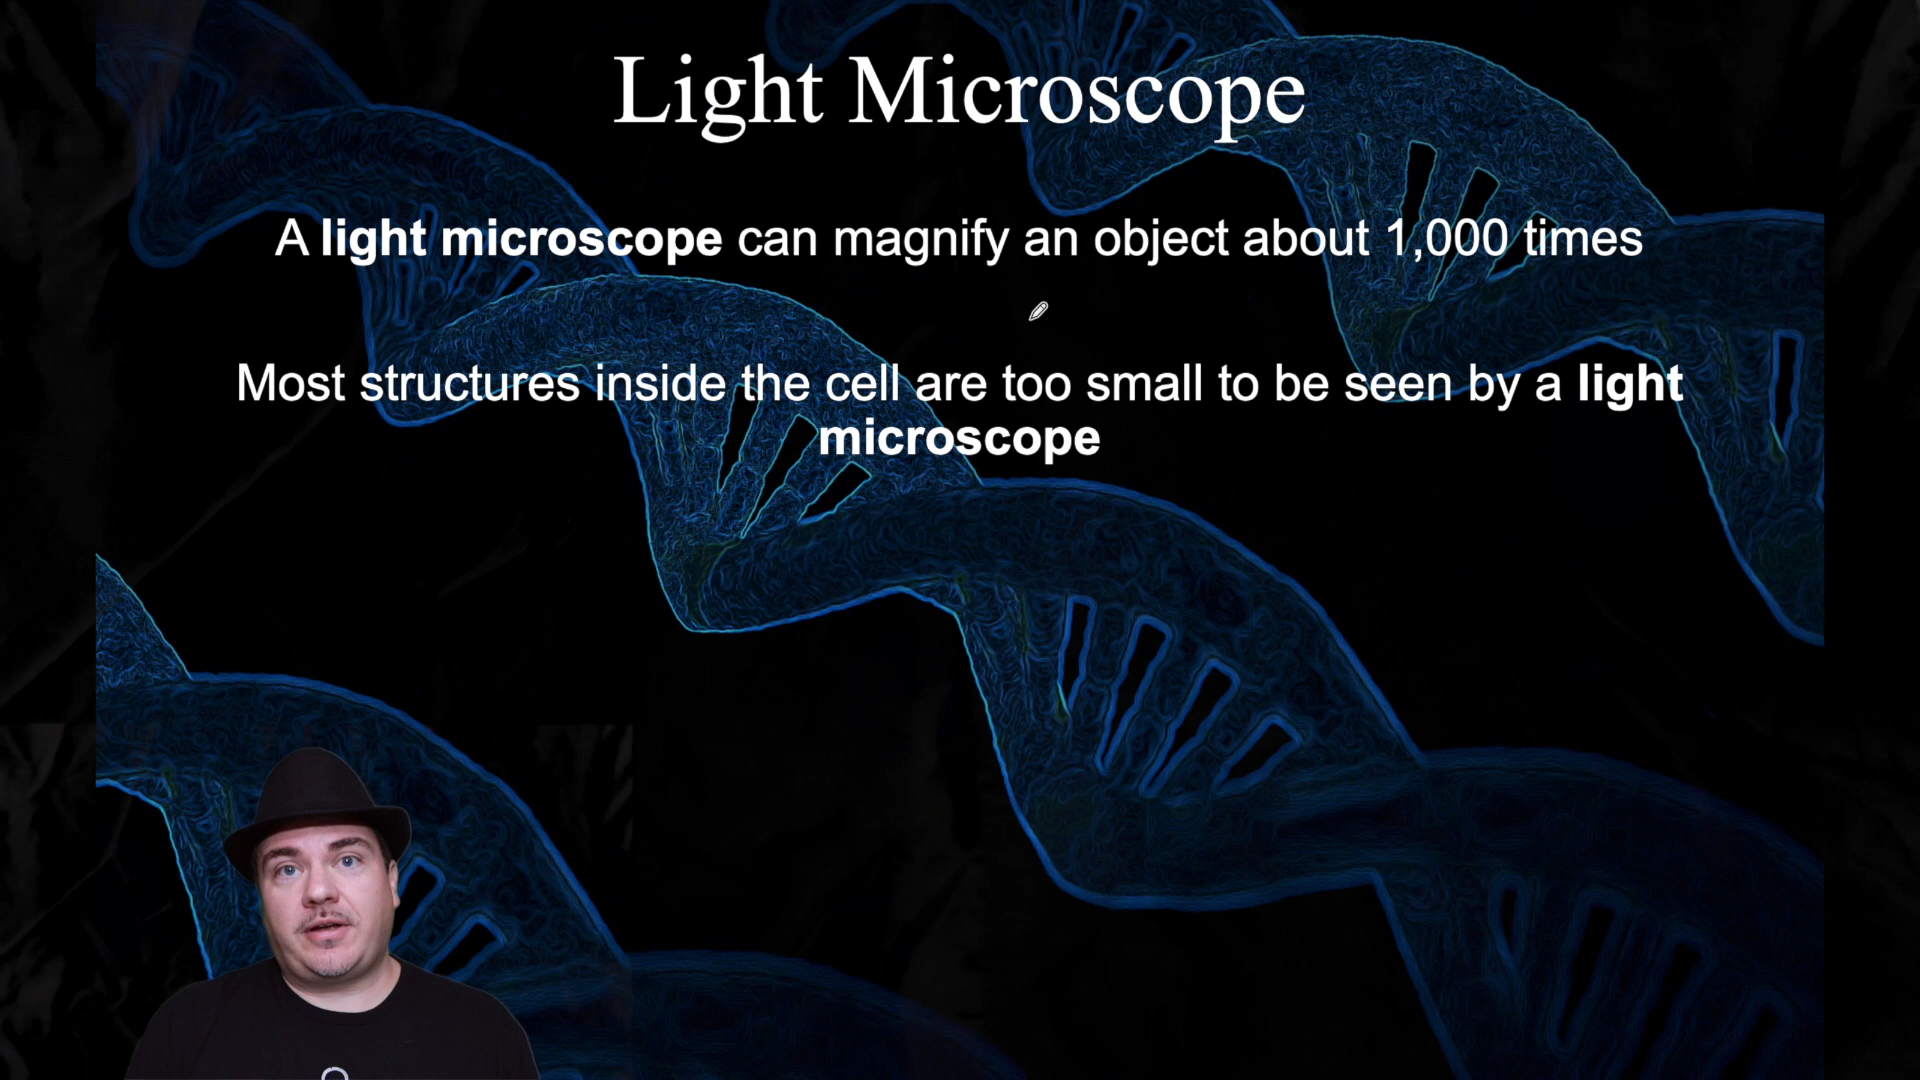 Light Microscope
A light microscope can magnify an object about 1,000 times
Most structures inside the cell are too small to be seen by a light
microscope